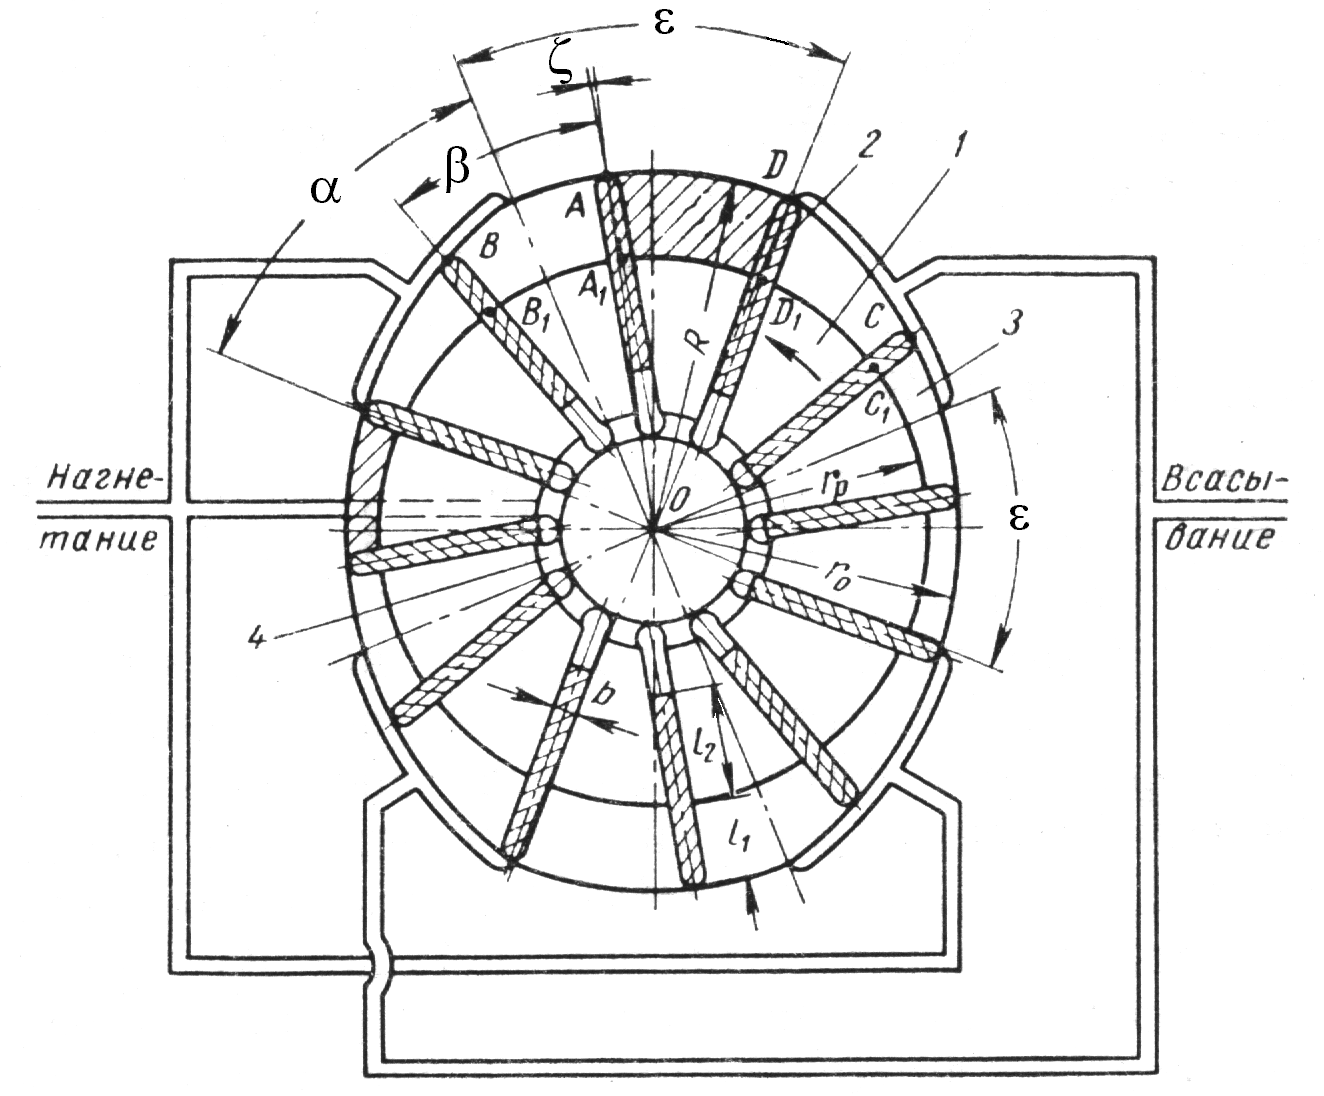 ε
ζ
β
α
D
2
1
A
B
A₁
B₁
R
D₁
C
3
C₁
Нагне-
тание
O
rр
Всасы-
вание
ε
r₀
4
b
l₂
l₁